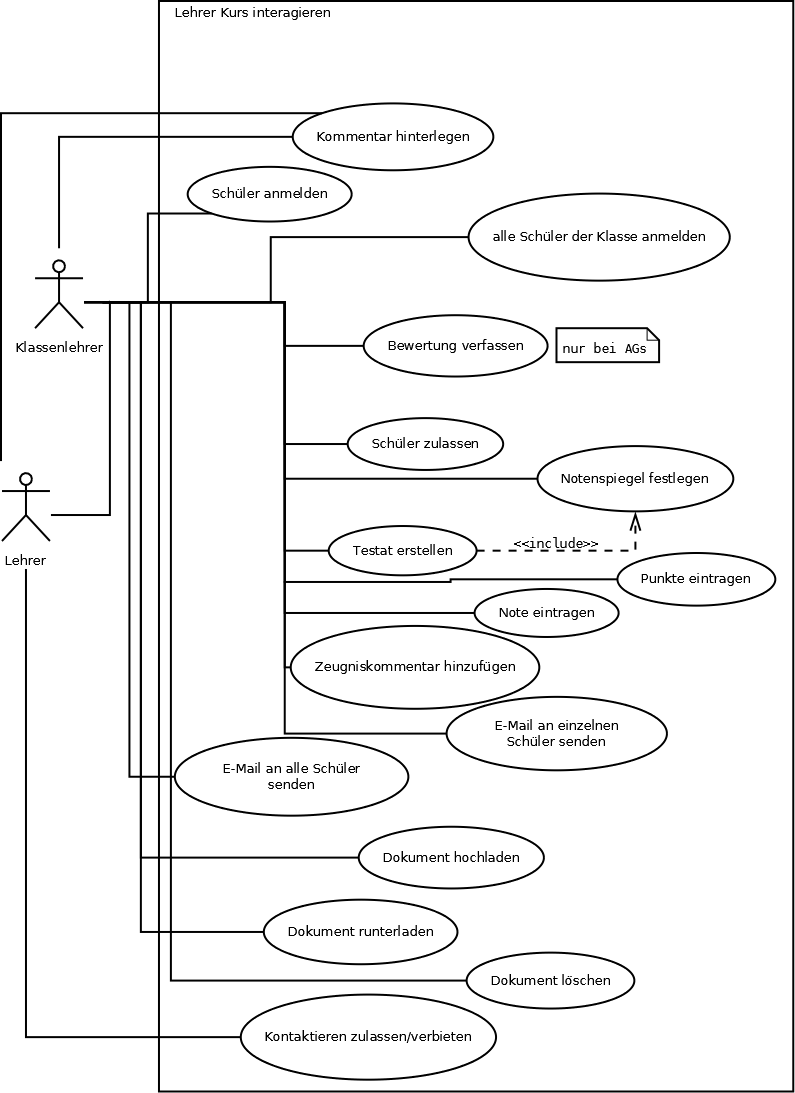 Lehrer Kurs interagieren
Kommentar hinterlegen
Schüler anmelden
alle Schüler der Klasse anmelden
Klassenlehrer
Bewertung verfassen
nur bei AGs
Schüler zulassen
Notenspiegel festlegen
Lehrer
Testat erstellen
<<include>>
Punkte eintragen
Note eintragen
Zeugniskommentar hinzufügen
E-Mail an einzelnen
Schüler senden
E-Mail an alle Schüler
senden
Dokument hochladen
Dokument runterladen
Dokument löschen
Kontaktieren zulassen/verbieten